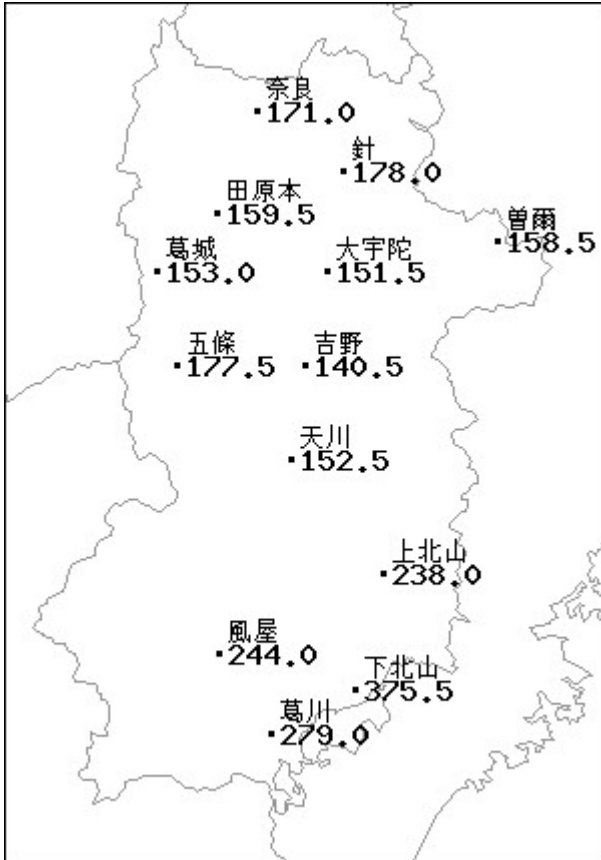 奈良
171.0
針
178.0
田原本
159.5
曽爾
158.5
葛城
153.0
大宇陀
151.5
五條
177.5
吉野
140.5
天川
152.5
上北山
238.0
風屋
244.0
下北山
375.5
葛川
279.0